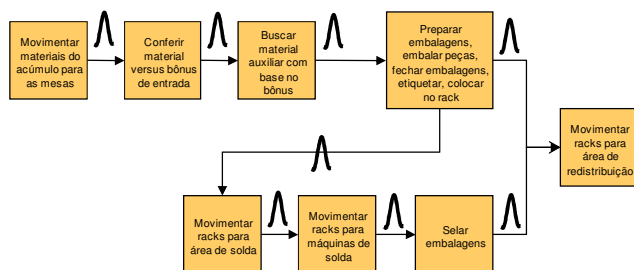 Movimentar
materiais do
acúmulo para
as mesas
Conferir
material
versus bônus
de entrada
Buscar
material
auxiliar com
base no
bônus
Preparar
embalagens,
embalar peças,
fechar embalagens,
etiquetar, colocar
no rack
Movimentar
racks para
área de
redistribuição
Movimentar
racks para
área de solda
Movimentar
racks para
máquinas de
solda
Selar
embalagens